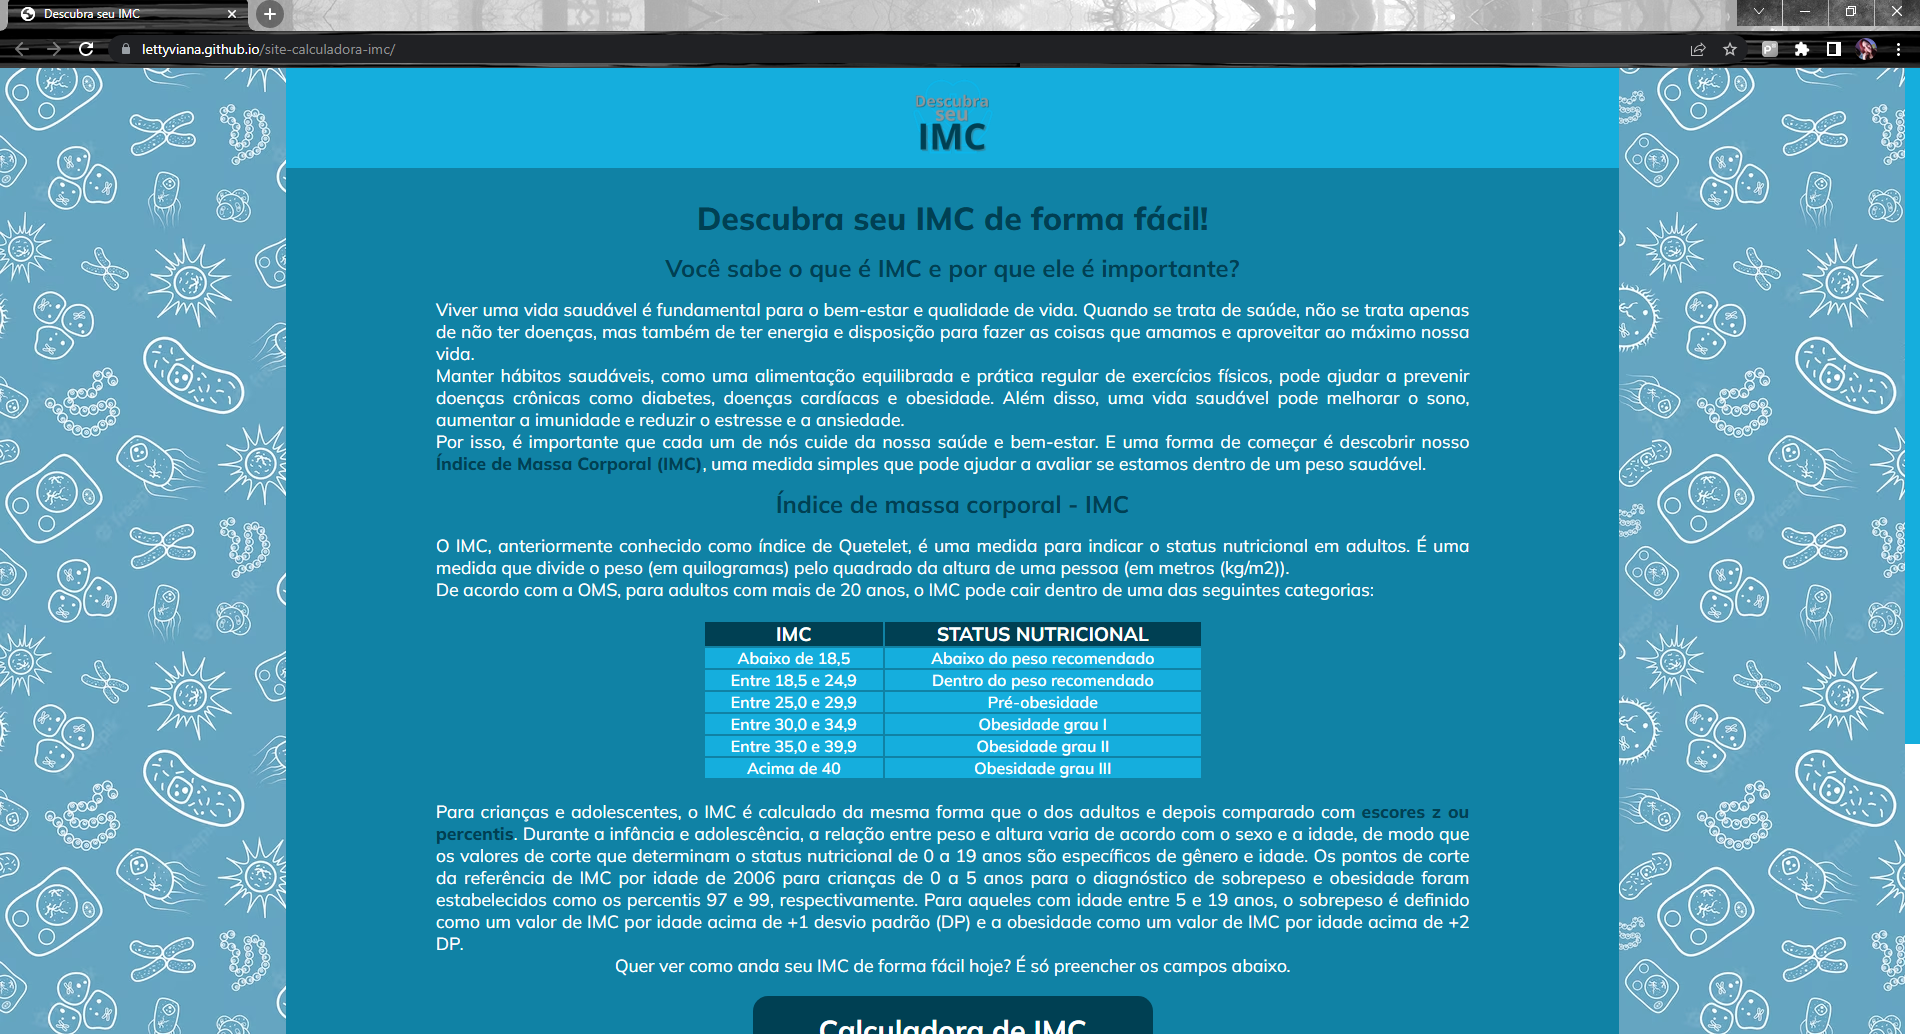 Descubra seu IMC
lettyviana.github.io/site-calculadora-imc/
Descubra
seu
IMC
Descubra seu IMC de forma fácil!
Você sabe o que é IMC e por que ele é importante?
Viver uma vida saudável é fundamental para o bem-estar e qualidade de vida. Quando se trata de saúde, não se trata apenas
de não ter doenças, mas também de ter energia e disposição para fazer as coisas que amamos e aproveitar ao máximo nossa
vida.
Manter hábitos saudáveis, como uma alimentação equilibrada e prática regular de exercícios físicos, pode ajudar a prevenir
doenças crônicas como diabetes, doenças cardíacas e obesidade. Além disso, uma vida saudável pode melhorar o sono,
aumentar a imunidade e reduzir o estresse e a ansiedade.
Por isso, é importante que cada um de nós cuide da nossa saúde e bem-estar. E uma forma de começar é descobrir nosso
Índice de Massa Corporal (IMC), uma medida simples que pode ajudar a avaliar se estamos dentro de um peso saudável.
Índice de massa corporal - IMC
O IMC, anteriormente conhecido como índice de Quetelet, é uma medida para indicar o status nutricional em adultos. É uma
medida que divide o peso (em quilogramas) pelo quadrado da altura de uma pessoa (em metros (kg/m2)).
De acordo com a OMS, para adultos com mais de 20 anos, o IMC pode cair dentro de uma das seguintes categorias:
IMC STATUS NUTRICIONAL
Abaixo de 18,5 Abaixo do peso recomendado
Entre 18,5 e 24,9 Dentro do peso recomendado
Entre 25,0 e 29,9 Pré-obesidade
Entre 30,0 e 34,9 Obesidade grau I
Entre 35,0 e 39,9 Obesidade grau II
Acima de 40 Obesidade grau III
Para crianças e adolescentes, o IMC é calculado da mesma forma que o dos adultos e depois comparado com escores z ou
percentis. Durante a infância e adolescência, a relação entre peso e altura varia de acordo com o sexo e a idade, de modo que
os valores de corte que determinam o status nutricional de 0 a 19 anos são específicos de gênero e idade. Os pontos de corte
da referência de IMC por idade de 2006 para crianças de 0 a 5 anos para o diagnóstico de sobrepeso e obesidade foram
estabelecidos como os percentis 97 e 99, respectivamente. Para aqueles com idade entre 5 e 19 anos, o sobrepeso é definido
como um valor de IMC por idade acima de +1 desvio padrão (DP) e a obesidade como um valor de IMC por idade acima de +2
DP.
Quer ver como anda seu IMC de forma fácil hoje? É só preencher os campos abaixo.
Calculadora de IMC